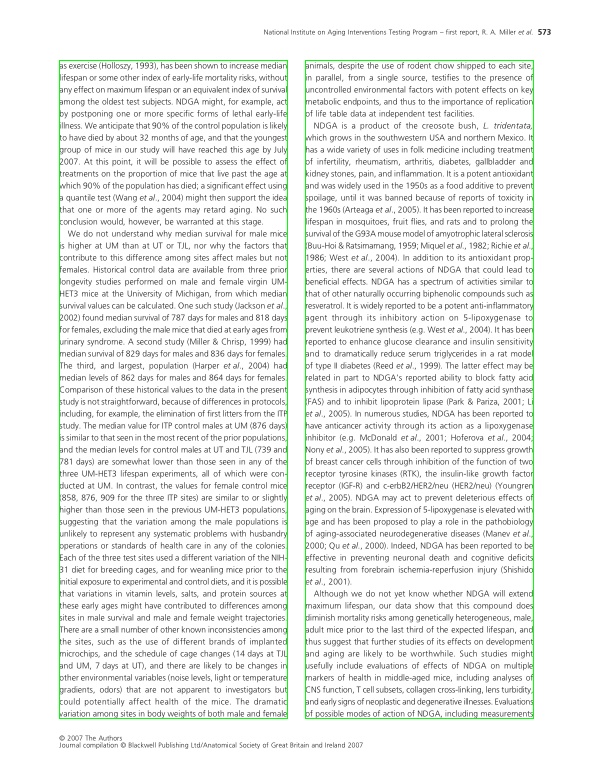 National Institute on Aging Interventions Testing Program – first report, R. A. Miller et al. 573
as exercise (Holloszy, 1993), has been shown to increase median
lifespan or some other index of early-life mortality risks, without
any effect on maximum lifespan or an equivalent index of survival
among the oldest test subjects. NDGA might, for example, act
by postponing one or more specific forms of lethal early-life
illness. We anticipate that 90% of the control population is likely
to have died by about 32 months of age, and that the youngest
group of mice in our study will have reached this age by July
2007. At this point, it will be possible to assess the effect of
treatments on the proportion of mice that live past the age at
which 90% of the population has died; a significant effect using
a quantile test (Wang et al., 2004) might then support the idea
that one or more of the agents may retard aging. No such
conclusion would, however, be warranted at this stage.
We do not understand why median survival for male mice
is higher at UM than at UT or TJL, nor why the factors that
contribute to this difference among sites affect males but not
females. Historical control data are available from three prior
longevity studies performed on male and female virgin UM-
HET3 mice at the University of Michigan, from which median
survival values can be calculated. One such study (Jackson et al.,
2002) found median survival of 787 days for males and 818 days
for females, excluding the male mice that died at early ages from
urinary syndrome. A second study (Miller & Chrisp, 1999) had
median survival of 829 days for males and 836 days for females.
The third, and largest, population (Harper et al., 2004) had
median levels of 862 days for males and 864 days for females.
Comparison of these historical values to the data in the present
study is not straightforward, because of differences in protocols,
including, for example, the elimination of first litters from the ITP
study. The median value for ITP control males at UM (876 days)
is similar to that seen in the most recent of the prior populations,
and the median levels for control males at UT and TJL (739 and
781 days) are somewhat lower than those seen in any of the
three UM-HET3 lifespan experiments, all of which were con-
ducted at UM. In contrast, the values for female control mice
(858, 876, 909 for the three ITP sites) are similar to or slightly
higher than those seen in the previous UM-HET3 populations,
suggesting that the variation among the male populations is
unlikely to represent any systematic problems with husbandry
operations or standards of health care in any of the colonies.
Each of the three test sites used a different variation of the NIH-
31 diet for breeding cages, and for weanling mice prior to the
initial exposure to experimental and control diets, and it is possible
that variations in vitamin levels, salts, and protein sources at
these early ages might have contributed to differences among
sites in male survival and male and female weight trajectories.
There are a small number of other known inconsistencies among
the sites, such as the use of different brands of implanted
microchips, and the schedule of cage changes (14 days at TJL
and UM, 7 days at UT), and there are likely to be changes in
other environmental variables (noise levels, light or temperature
gradients, odors) that are not apparent to investigators but
could potentially affect health of the mice. The dramatic
variation among sites in body weights of both male and female
animals, despite the use of rodent chow shipped to each site,
in parallel, from a single source, testifies to the presence of
uncontrolled environmental factors with potent effects on key
metabolic endpoints, and thus to the importance of replication
of life table data at independent test facilities.
NDGA is a product of the creosote bush, L. tridentata,
which grows in the southwestern USA and northern Mexico. It
has a wide variety of uses in folk medicine including treatment
of infertility, rheumatism, arthritis, diabetes, gallbladder and
kidney stones, pain, and inflammation. It is a potent antioxidant
and was widely used in the 1950s as a food additive to prevent
spoilage, until it was banned because of reports of toxicity in
the 1960s (Arteaga et al., 2005). It has been reported to increase
lifespan in mosquitoes, fruit flies, and rats and to prolong the
survival of the G93A mouse model of amyotrophic lateral sclerosis
(Buu-Hoi & Ratsimamang, 1959; Miquel et al., 1982; Richie et al.,
1986; West et al., 2004). In addition to its antioxidant prop-
erties, there are several actions of NDGA that could lead to
beneficial effects. NDGA has a spectrum of activities similar to
that of other naturally occurring biphenolic compounds such as
resveratrol. It is widely reported to be a potent anti-inflammatory
agent through its inhibitory action on 5-lipoxygenase to
prevent leukotriene synthesis (e.g. West et al., 2004). It has been
reported to enhance glucose clearance and insulin sensitivity
and to dramatically reduce serum triglycerides in a rat model
of type II diabetes (Reed et al., 1999). The latter effect may be
related in part to NDGA's reported ability to block fatty acid
synthesis in adipocytes through inhibition of fatty acid synthase
(FAS) and to inhibit lipoprotein lipase (Park & Pariza, 2001; Li
et al., 2005). In numerous studies, NDGA has been reported to
have anticancer activity through its action as a lipoxygenase
inhibitor (e.g. McDonald et al., 2001; Hoferova et al., 2004;
Nony et al., 2005). It has also been reported to suppress growth
of breast cancer cells through inhibition of the function of two
receptor tyrosine kinases (RTK), the insulin-like growth factor
receptor (IGF-R) and c-erbB2/HER2/neu (HER2/neu) (Youngren
et al., 2005). NDGA may act to prevent deleterious effects of
aging on the brain. Expression of 5-lipoxygenase is elevated with
age and has been proposed to play a role in the pathobiology
of aging-associated neurodegenerative diseases (Manev et al.,
2000; Qu et al., 2000). Indeed, NDGA has been reported to be
effective in preventing neuronal death and cognitive deficits
resulting from forebrain ischemia-reperfusion injury (Shishido
et al., 2001).
Although we do not yet know whether NDGA will extend
maximum lifespan, our data show that this compound does
diminish mortality risks among genetically heterogeneous, male,
adult mice prior to the last third of the expected lifespan, and
thus suggest that further studies of its effects on development
and aging are likely to be worthwhile. Such studies might
usefully include evaluations of effects of NDGA on multiple
markers of health in middle-aged mice, including analyses of
CNS function, T cell subsets, collagen cross-linking, lens turbidity,
and early signs of neoplastic and degenerative illnesses. Evaluations
of possible modes of action of NDGA, including measurements
© 2007 The Authors
Journal compilation © Blackwell Publishing Ltd/Anatomical Society of Great Britain and Ireland 2007